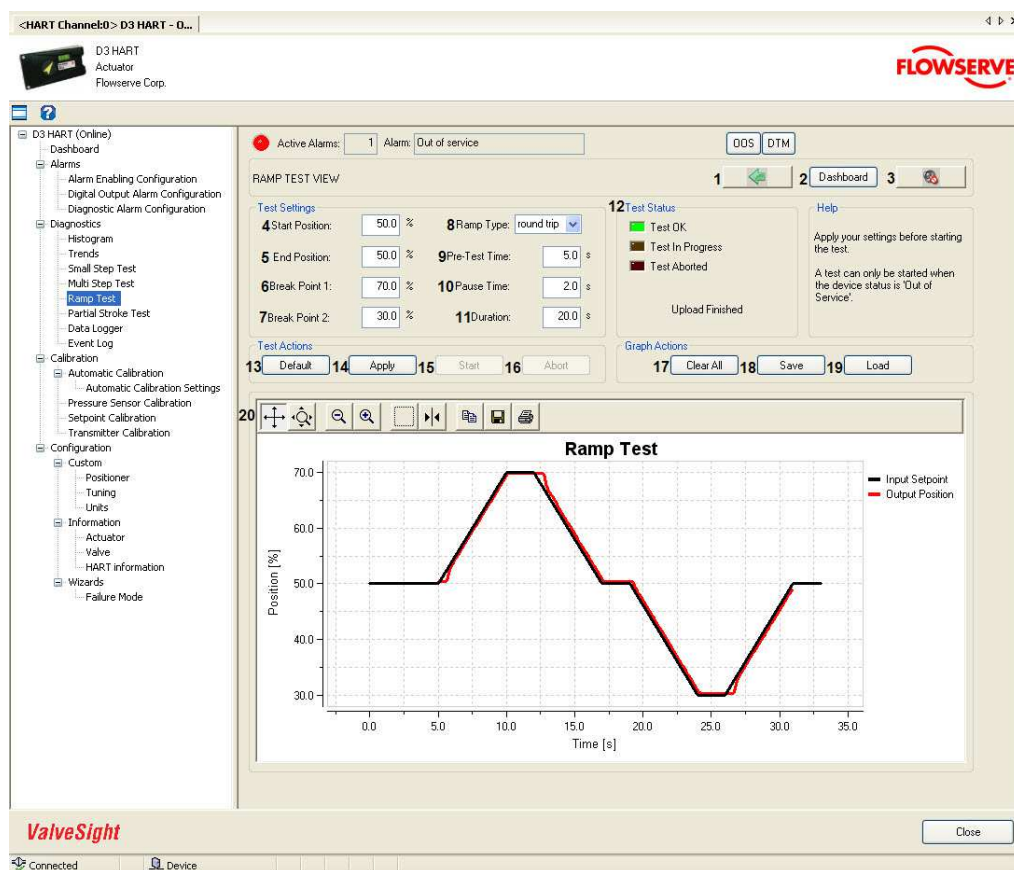 <HART Channel:0> D3 HART - O...
D3 HART
Actuator
Flowserve Corp.
FLOWSERVE
D3 HART (Online)
Dashboard
Alarms
Alarm Enabling Configuration
Digital Output Alarm Configuration
Diagnostic Alarm Configuration
Diagnostics
Histogram
Trends
Small Step Test
Multi Step Test
Ramp Test
Partial Stroke Test
Data Logger
Event Log
Calibration
Automatic Calibration
Automatic Calibration Settings
Pressure Sensor Calibration
Setpoint Calibration
Transmitter Calibration
Configuration
Custom
Positioner
Tuning
Units
Information
Actuator
Valve
HART information
Wizards
Failure Mode
Active Alarms: 1 Alarm: Out of service OOS DTM
RAMP TEST VIEW 1 2 Dashboard 3
Test Settings
4 Start Position: 50.0 % 8 Ramp Type: round trip
5 End Position: 50.0 % 9 Pre-Test Time: 5.0 s
6 Break Point 1: 70.0 % 10 Pause Time: 2.0 s
7 Break Point 2: 30.0 % 11 Duration: 20.0 s
12 Test Status
Test OK
Test In Progress
Test Aborted
Upload Finished
Help
Apply your settings before starting
the test.
A test can only be started when
the device status is 'Out of
Service'.
Test Actions
13 Default 14 Apply 15 Start 16 Abort
Graph Actions
17 Clear All 18 Save 19 Load
20
Ramp Test
70.0
60.0
50.0
40.0
30.0
Position [%]
0.0 5.0 10.0 15.0 20.0 25.0 30.0 35.0
Time [s]
Input Setpoint
Output Position
ValveSight
Close
Connected Device